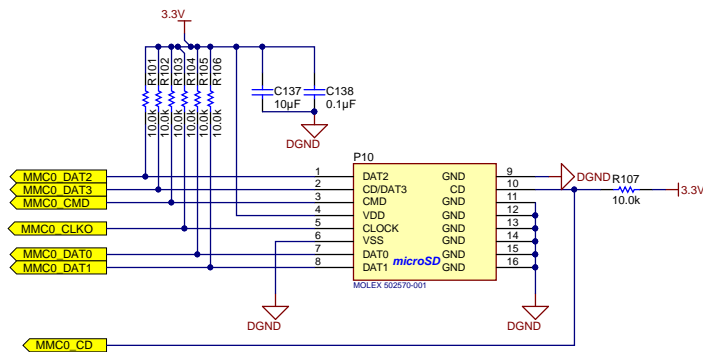 3.3V
R101
R102
R103
R104
R105
R106
10.0k
10.0k
10.0k
10.0k
10.0k
10.0k
C137
10µF
C138
0.1µF
DGND
P10
MMC0_DAT2 1 DAT2 GND 9 DGND R107
MMC0_DAT3 2 CD/DAT3 CD 10 3.3V
MMC0_CMD 3 CMD GND 11 10.0k
4 VDD GND 12
MMC0_CLKO 5 CLOCK GND 13
6 VSS GND 14
MMC0_DAT0 7 DAT0 GND 15
MMC0_DAT1 8 DAT1 microSD GND 16
MOLEX 502570-001
DGND
DGND
MMC0_CD